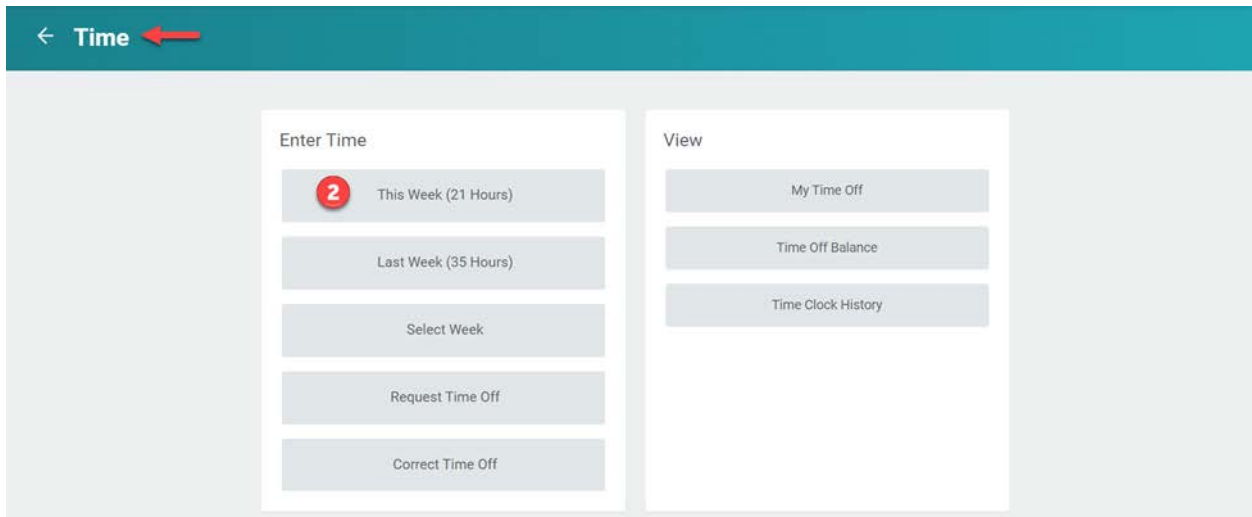 Time
Enter Time
2 This Week (21 Hours)
Last Week (35 Hours)
Select Week
Request Time Off
Correct Time Off
View
My Time Off
Time Off Balance
Time Clock History